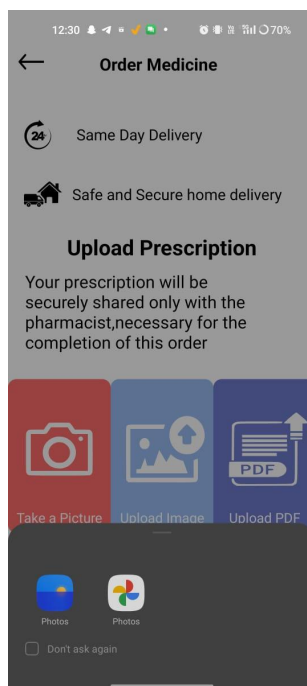 12:30
70%
Order Medicine
24
Same Day Delivery
Safe and Secure home delivery
Upload Prescription
Your prescription will be
securely shared only with the
pharmacist,necessary for the
completion of this order
PDF
Take a Picture Upload Image Upload PDF
Photos Photos
Don't ask again